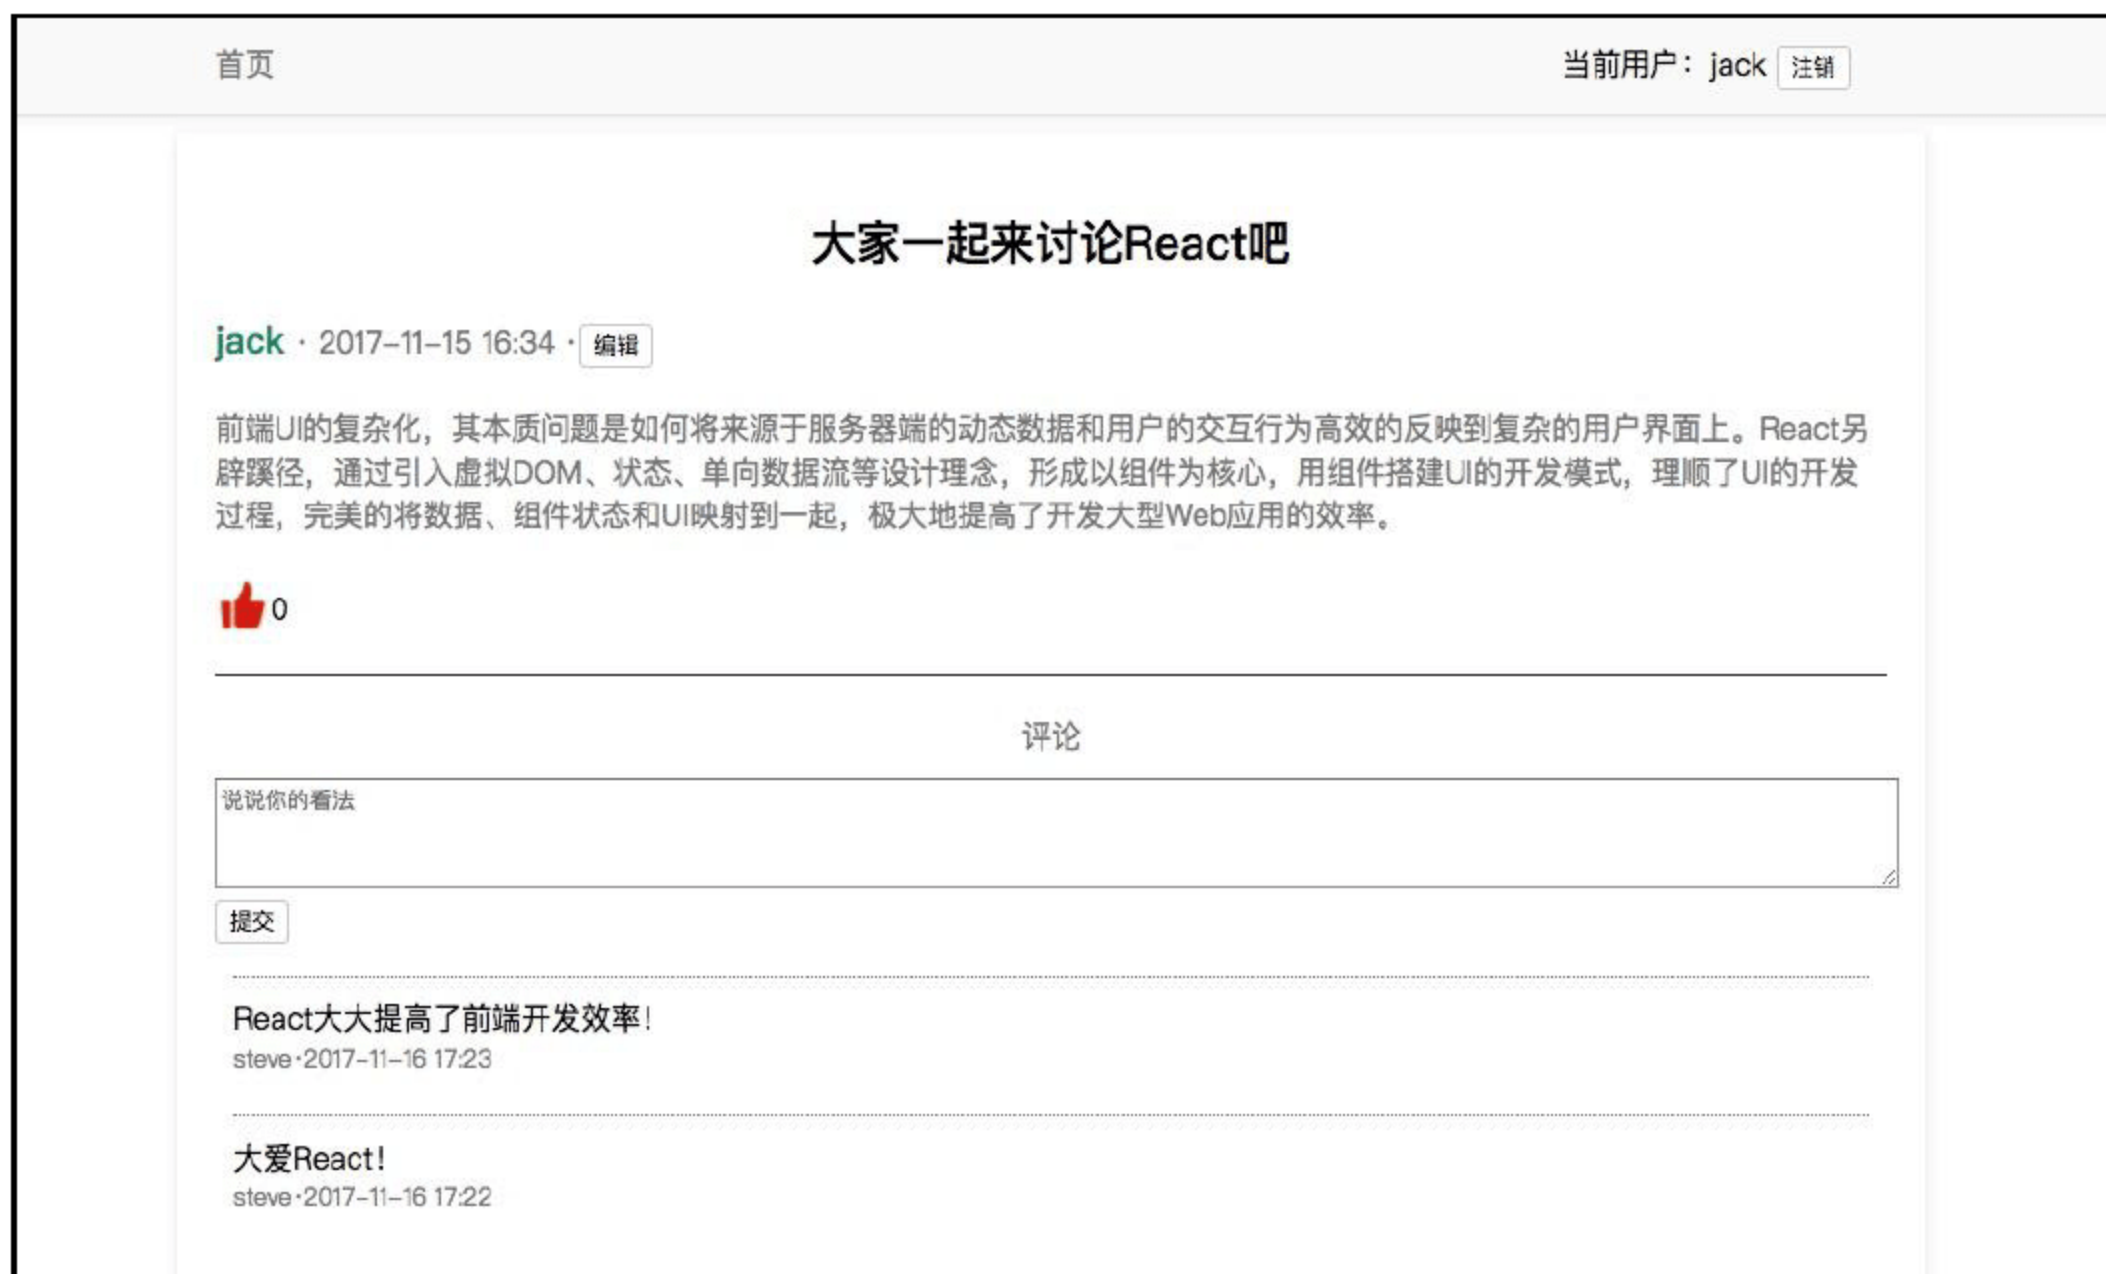 首页
当前用户：jack 注销
大家一起来讨论React吧
jack · 2017-11-15 16:34 · 编辑
前端UI的复杂化，其本质问题是如何将来源于服务器端的动态数据和用户的交互行为高效的反映到复杂的用户界面上。React另
辟蹊径，通过引入虚拟DOM、状态、单向数据流等设计理念，形成以组件为核心，用组件搭建UI的开发模式，理顺了UI的开发
过程，完美的将数据、组件状态和UI映射到一起，极大地提高了开发大型Web应用的效率。
0
评论
说说你的看法
提交
React大大提高了前端开发效率！
steve·2017-11-16 17:23
大爱React！
steve·2017-11-16 17:22